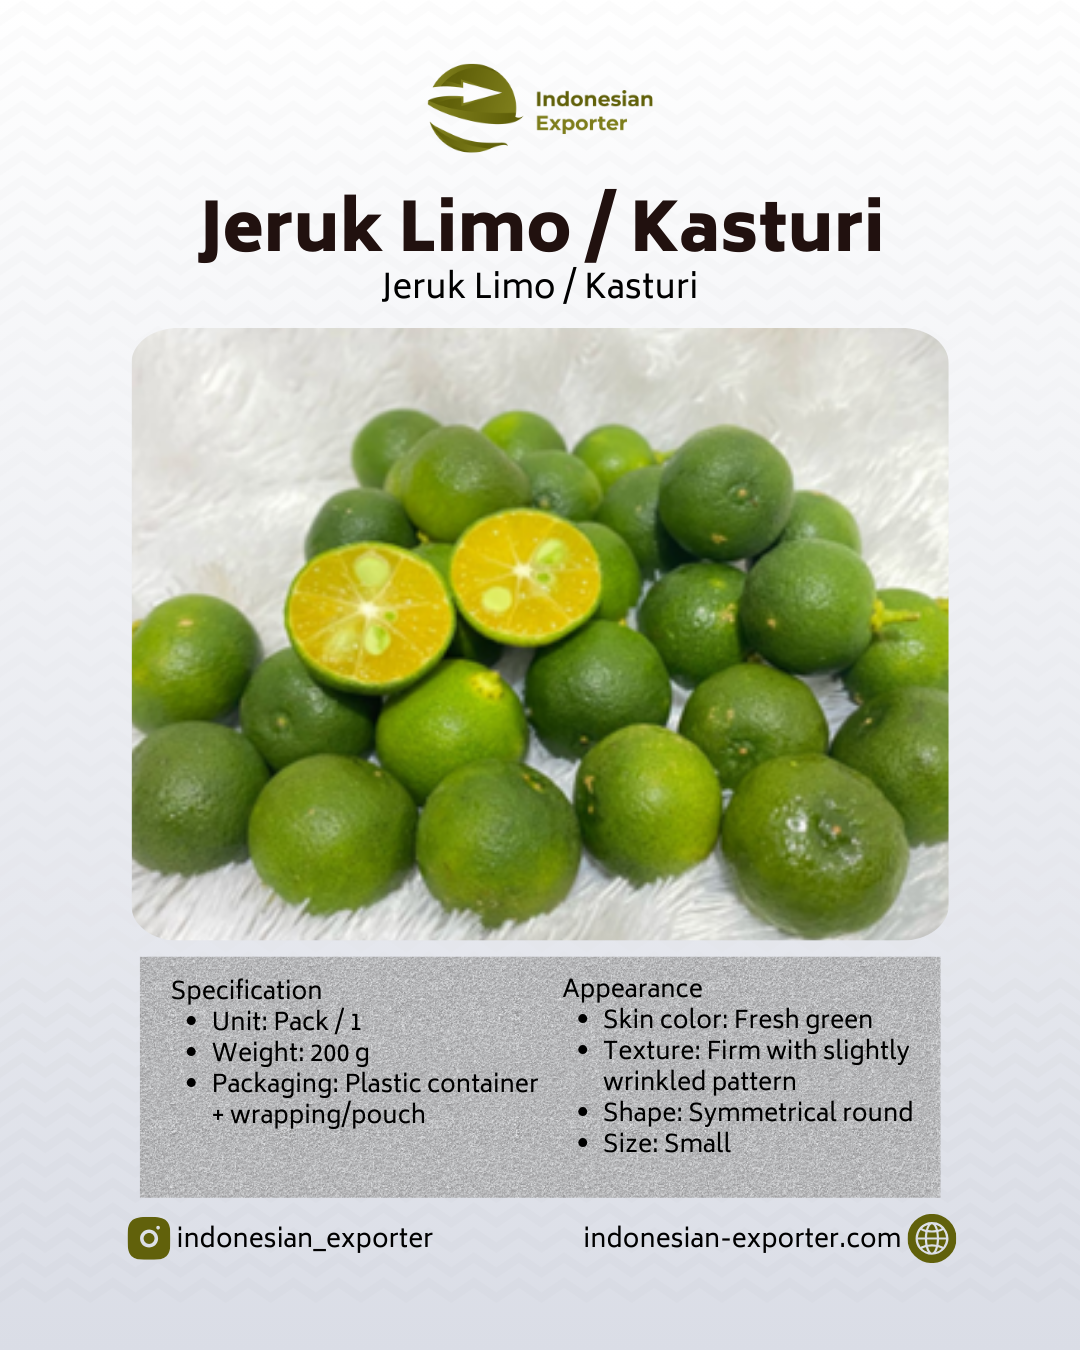 Indonesian
Exporter
Jeruk Limo / Kasturi
Jeruk Limo / Kasturi
Specification
• Unit: Pack / 1
• Weight: 200 g
• Packaging: Plastic container
+ wrapping/pouch
Appearance
• Skin color: Fresh green
• Texture: Firm with slightly
wrinkled pattern
• Shape: Symmetrical round
• Size: Small
indonesian_exporter
indonesian-exporter.com